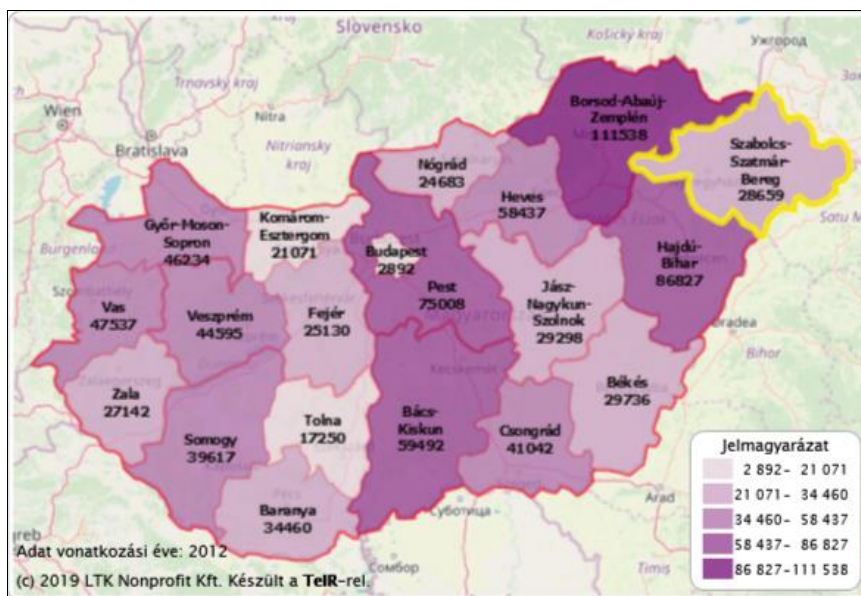 Slovensko
Košický kraj
Ужгород
Trnavský kraj
Wien
Nitra
Nitriansky
kraj
Bratislava
Borsod-Abaúj-
Zemplén
111538
Szabolcs-
Szatmár-
Bereg
28659
Nógrád
24683
Heves
58437
Satu M
Győr-Moson-
Sopron
46234
Komárom-
Esztergom
21071
Budapest
2892
Burgenland
Hajdú-
Bihar
86827
Pest
75008
Jász-
Nagykun-
Szolnok
29298
Vas
47537
Veszprém
44595
Fejér
25130
Oradea
Bihor
Zala
27142
Békés
29736
Tolna
17250
Bács-
Kiskun
59492
Csongrád
41042
Somogy
39617
Baranya
34460
Arad
Суботица
Сомбор
Timiș
Jelmagyarázat
2 892- 21 071
21 071- 34 460
34 460- 58 437
58 437- 86 827
86 827-111 538
Adat vonatkozási éve: 2012
(c) 2019 LTK Nonprofit Kft. Készült a TeIR-rel.